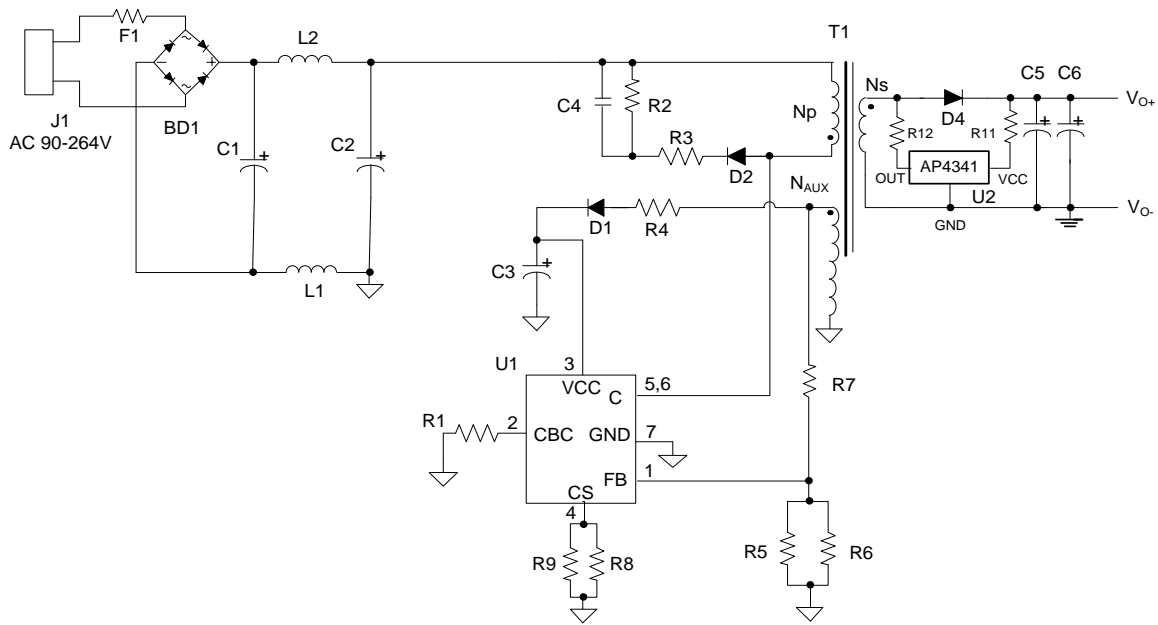 F1
J1
AC 90-264V
BD1
L2
C1
C2
L1
C4
R2
R3
D2
Np
T1
Ns
D4
R12
R11
C5
C6
VO+
OUT
AP4341
VCC
U2
GND
VO-
NAUX
D1
R4
C3
U1
3
VCC
5,6
C
R1
2
CBC
GND
7
FB
1
CS
4
R7
R9
R8
R5
R6